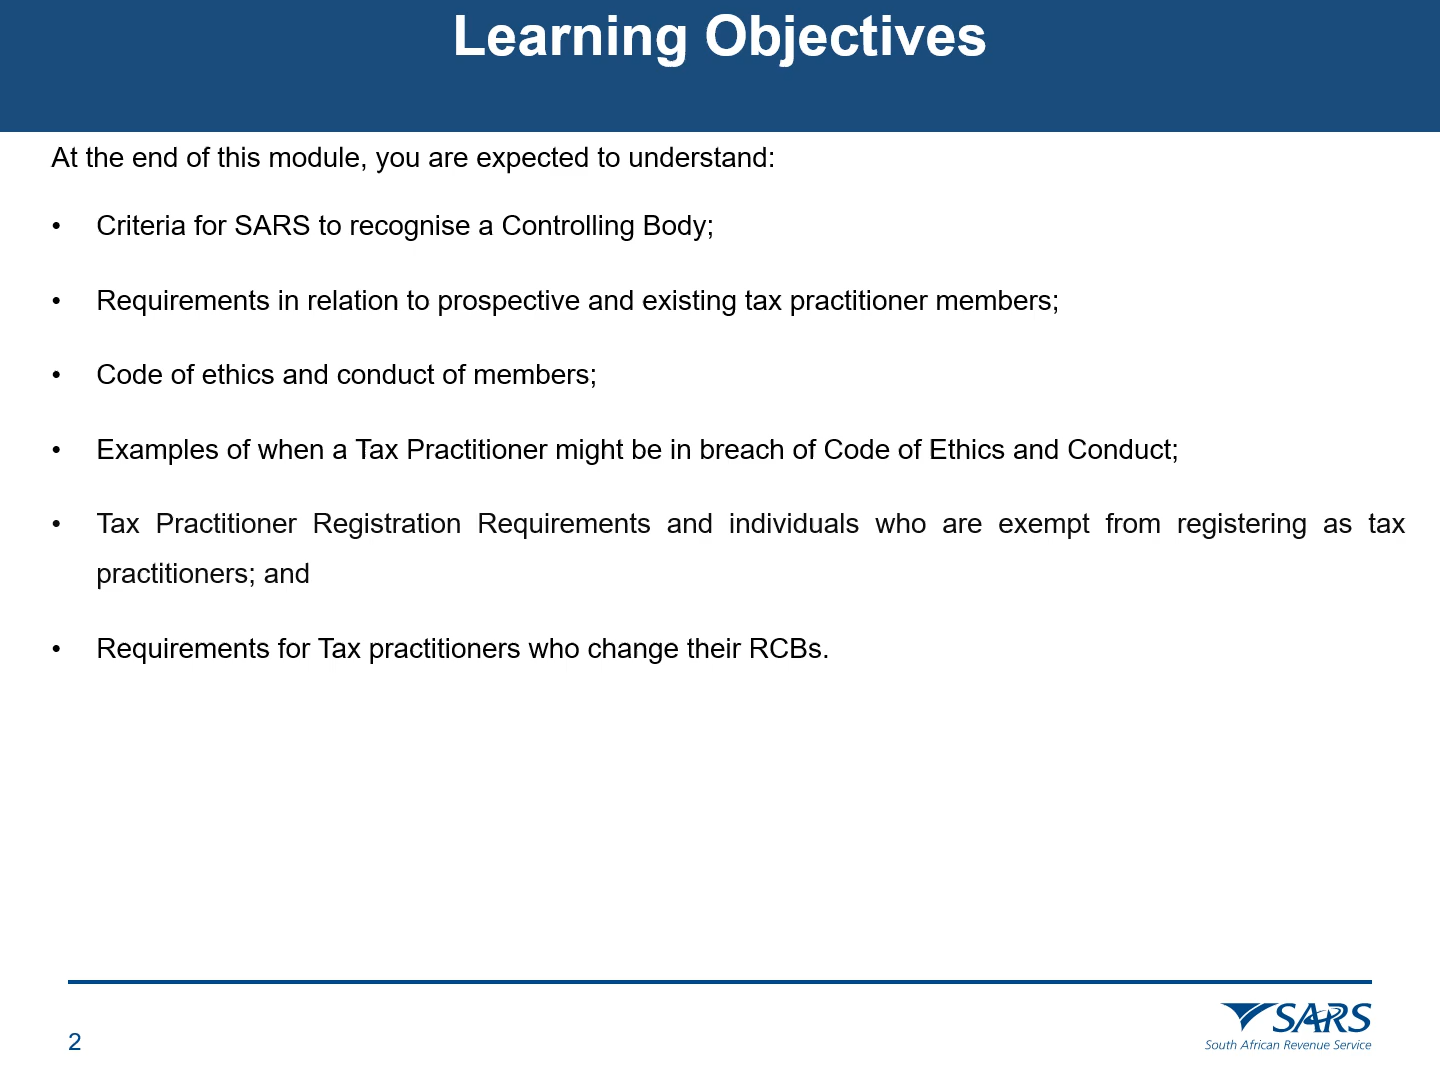 Learning Objectives
At the end of this module, you are expected to understand:
• Criteria for SARS to recognise a Controlling Body;
• Requirements in relation to prospective and existing tax practitioner members;
• Code of ethics and conduct of members;
• Examples of when a Tax Practitioner might be in breach of Code of Ethics and Conduct;
• Tax Practitioner Registration Requirements and individuals who are exempt from registering as tax
practitioners; and
• Requirements for Tax practitioners who change their RCBs.
2
SARS
South African Revenue Service